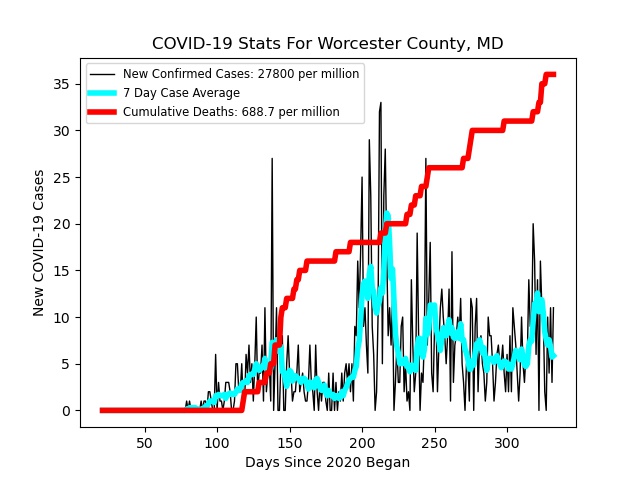 COVID-19 Stats For Worcester County, MD
New Confirmed Cases: 27800 per million
7 Day Case Average
Cumulative Deaths: 688.7 per million
New COVID-19 Cases
35
30
25
20
15
10
5
0
50 100 150 200 250 300
Days Since 2020 Began